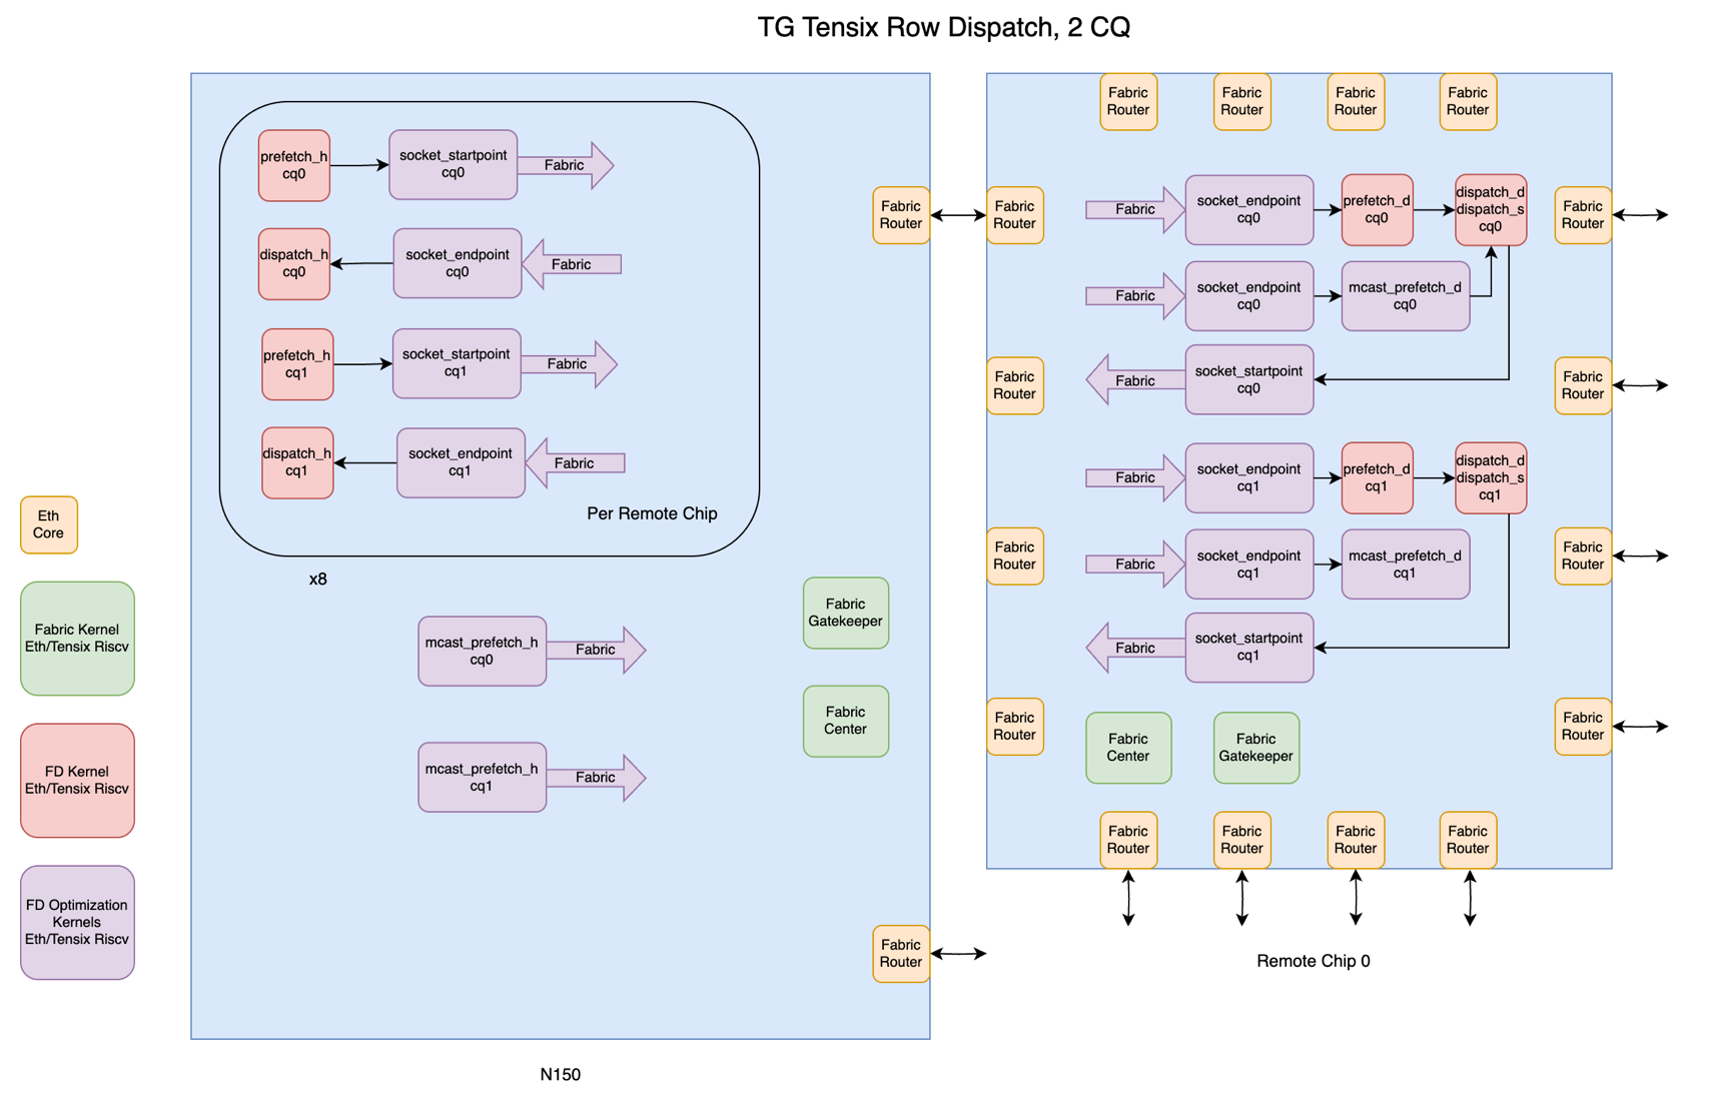 TG Tensix Row Dispatch, 2 CQ
Eth
Core
Fabric Kernel
Eth/Tensix Riscv
FD Kernel
Eth/Tensix Riscv
FD Optimization
Kernels
Eth/Tensix Riscv
prefetch_h
cq0
socket_startpoint
cq0
Fabric
dispatch_h
cq0
socket_endpoint
cq0
Fabric
prefetch_h
cq1
socket_startpoint
cq1
Fabric
dispatch_h
cq1
socket_endpoint
cq1
Fabric
Per Remote Chip
x8
mcast_prefetch_h
cq0
Fabric
mcast_prefetch_h
cq1
Fabric
Fabric
Gatekeeper
Fabric
Center
Fabric
Router
Fabric
Router
N150
Fabric
Router
Fabric
Router
Fabric
Router
Fabric
Router
Fabric
Router
Fabric
socket_endpoint
cq0
prefetch_d
cq0
dispatch_d
dispatch_s
cq0
Fabric
Router
Fabric
socket_endpoint
cq0
mcast_prefetch_d
cq0
Fabric
Router
Fabric
socket_startpoint
cq0
Fabric
Router
Fabric
socket_endpoint
cq1
prefetch_d
cq1
dispatch_d
dispatch_s
cq1
Fabric
Router
Fabric
socket_endpoint
cq1
mcast_prefetch_d
cq1
Fabric
Router
Fabric
socket_startpoint
cq1
Fabric
Router
Fabric
Center
Fabric
Gatekeeper
Fabric
Router
Fabric
Router
Fabric
Router
Fabric
Router
Fabric
Router
Remote Chip 0